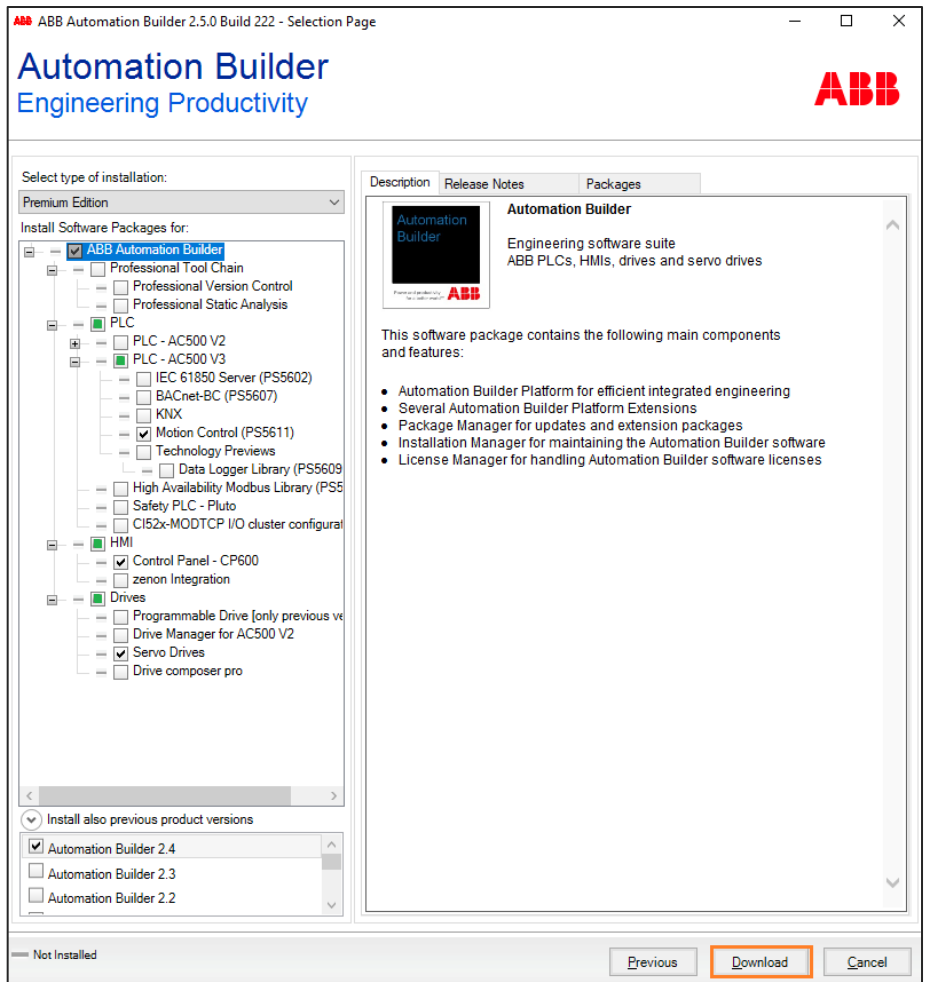 ABB ABB Automation Builder 2.5.0 Build 222 - Selection Page
Automation Builder
Engineering Productivity
ABB
Select type of installation:
Premium Edition
Install Software Packages for:
ABB Automation Builder
Professional Tool Chain
Professional Version Control
Professional Static Analysis
PLC
PLC - AC500 V2
PLC - AC500 V3
IEC 61850 Server (PS5602)
BACnet-BC (PS5607)
KNX
Motion Control (PS5611)
Technology Previews
Data Logger Library (PS5609
High Availability Modbus Library (PS5
Safety PLC - Pluto
CI52x-MODTCP I/O cluster configurat
HMI
Control Panel - CP600
zenon Integration
Drives
Programmable Drive [only previous ve
Drive Manager for AC500 V2
Servo Drives
Drive composer pro
Install also previous product versions
Automation Builder 2.4
Automation Builder 2.3
Automation Builder 2.2
Description Release Notes Packages
Automation
Builder
ABB
Automation Builder
Engineering software suite
ABB PLCs, HMIs, drives and servo drives
This software package contains the following main components
and features:
Automation Builder Platform for efficient integrated engineering
Several Automation Builder Platform Extensions
Package Manager for updates and extension packages
Installation Manager for maintaining the Automation Builder software
License Manager for handling Automation Builder software licenses
Not Installed
Previous Download Cancel